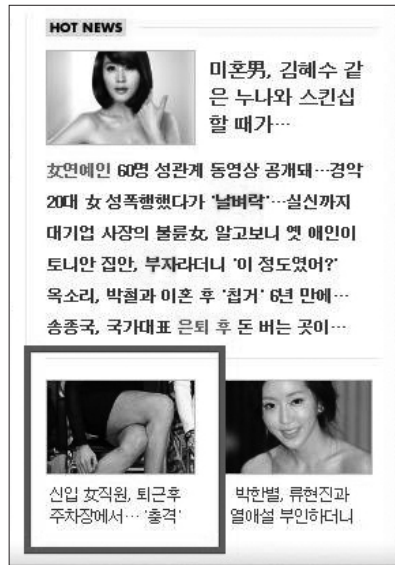 HOT NEWS
미혼男, 김혜수 같
은 누나와 스킨십
할 때가…
女연예인 60명 성관계 동영상 공개돼…경악
20대 女 성폭행했다가 '날벼락'…실신까지
대기업 사장의 불륜女, 알고보니 옛 애인이
토니안 집안, 부자라더니 '이 정도였어?'
옥소리, 박철과 이혼 후 '칩거' 6년 만에…
송종국, 국가대표 은퇴 후 돈 버는 곳이…
신입 女직원, 퇴근후
주차장에서… '충격'
박한별, 류현진과
열애설 부인하더니